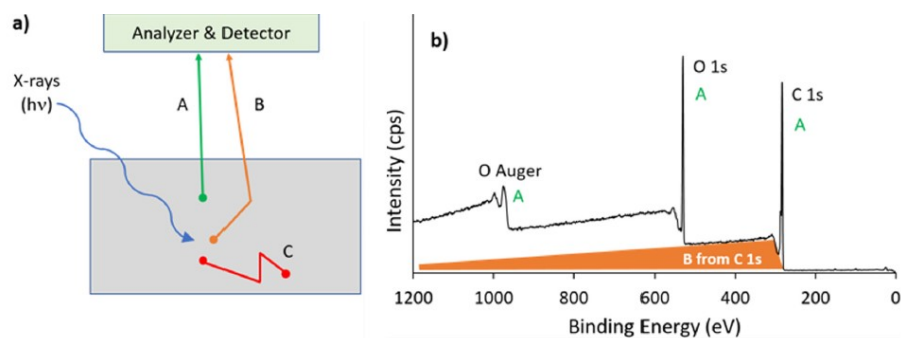 a)
Analyzer & Detector
X-rays
(hν)
A
B
C
b)
Intensity (cps)
O 1s
A
C 1s
A
O Auger
A
B from C 1s
1200 1000 800 600 400 200 0
Binding Energy (eV)